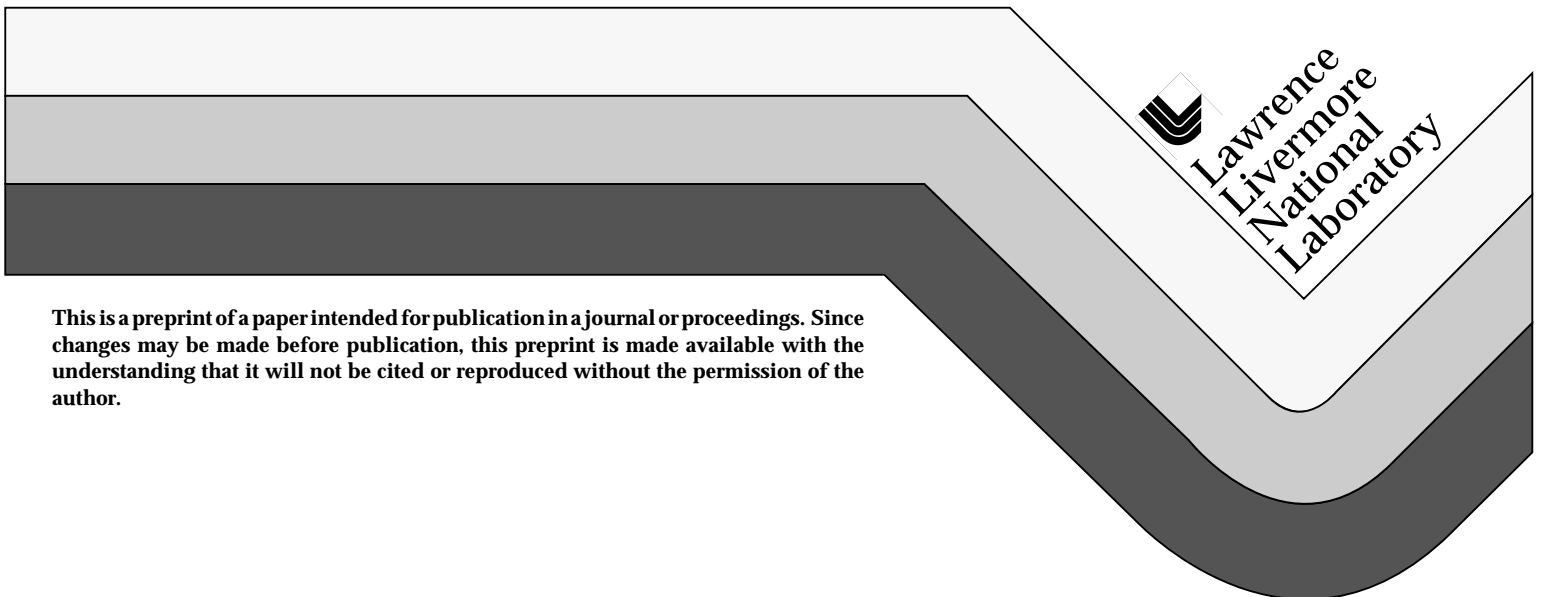 Lawrence
Livermore
National
Laboratory
This is a preprint of a paper intended for publication in a journal or proceedings. Since
changes may be made before publication, this preprint is made available with the
understanding that it will not be cited or reproduced without the permission of the
author.